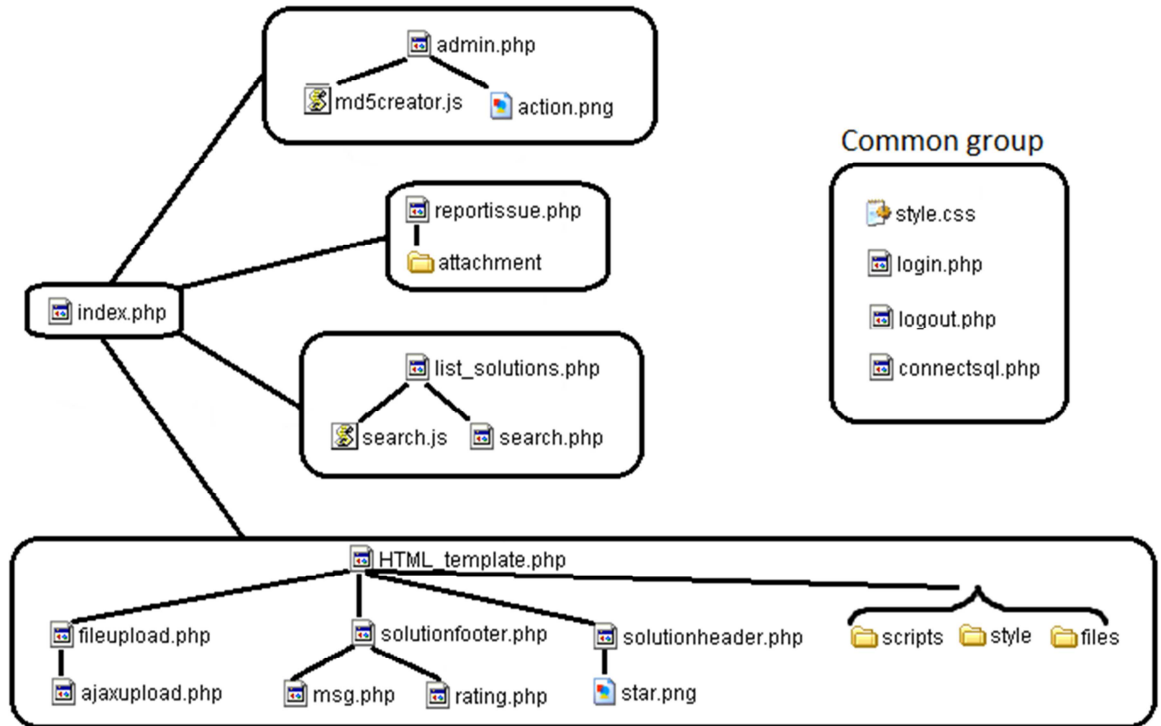 admin.php
md5creator.js
action.png
Common group
reportissue.php
attachment
style.css
login.php
logout.php
connectsql.php
index.php
list_solutions.php
search.js
search.php
HTML_template.php
fileupload.php
solutionfooter.php
solutionheader.php
scripts
style
files
ajaxupload.php
msg.php
rating.php
star.png